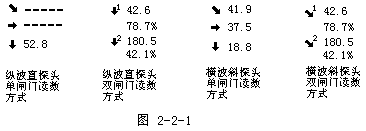 ------
------
52.8
纵波直探头
单闸门读数
方式
1 42.6
78.7%
2 180.5
42.1%
纵波直探头
双闸门读数
方式
41.9
37.5
18.8
横波斜探头
单闸门读数
方式
1 42.6
78.7%
2 180.5
42.1%
横波斜探头
双闸门读数
方式
图 2-2-1